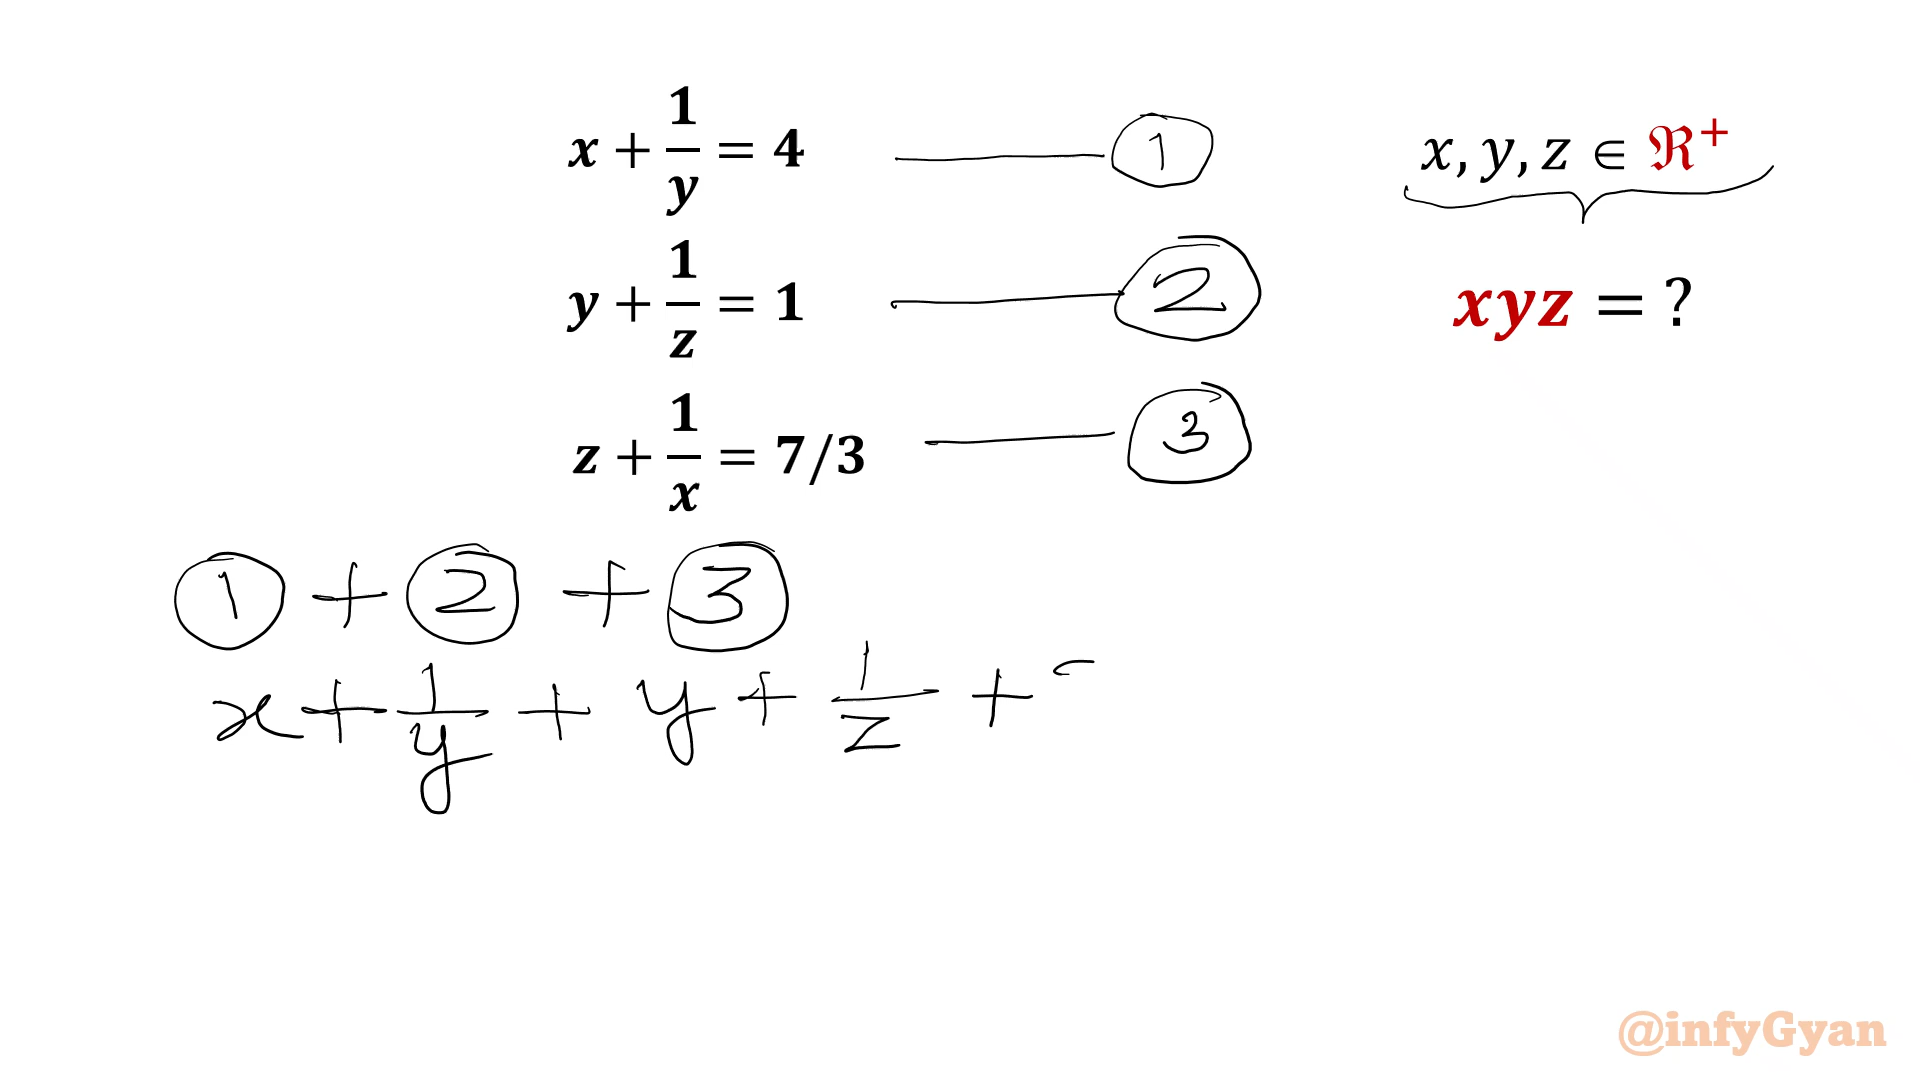 x + 1/y = 4 ——— 1
x, y, z ∈ ℜ⁺
y + 1/z = 1 ——— 2
xyz = ?
z + 1/x = 7/3 ——— 3
1 + 2 + 3
x + 1/y + y + 1/z +
@infyGyan